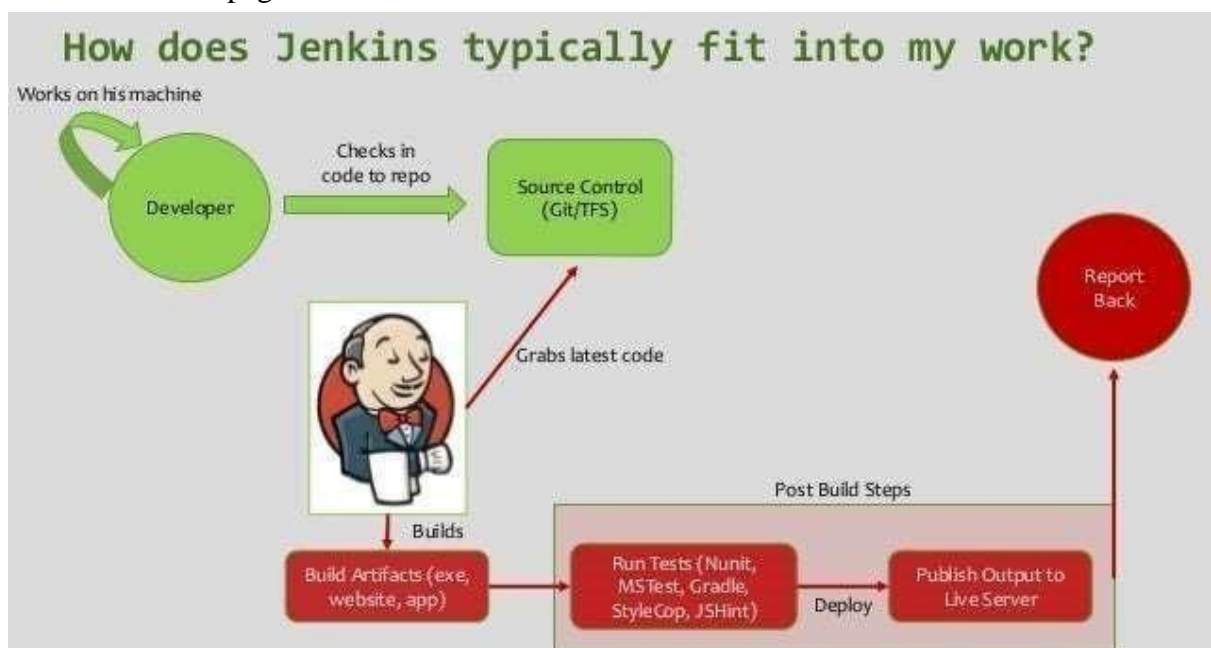 How does Jenkins typically fit into my work?
Works on his machine
Developer
Checks in
code to repo
Source Control
(Git/TFS)
Report
Back
Grabs latest code
Builds
Post Build Steps
Build Artifacts (exe,
website, app)
Run Tests (Nunit,
MSTest, Gradle,
StyleCop, JSHint)
Deploy
Publish Output to
Live Server